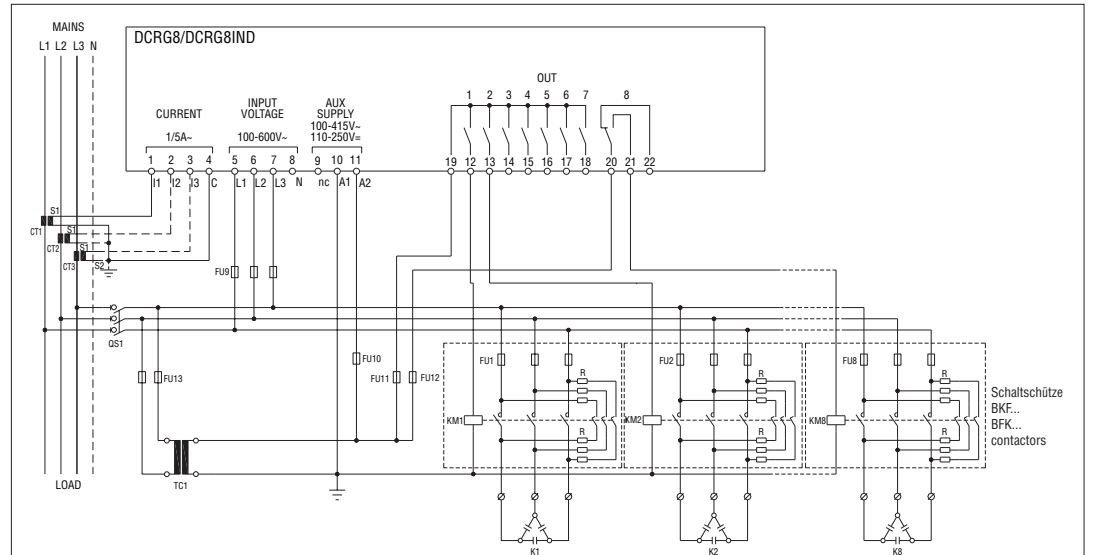 MAINS
L1 L2 L3 N
DCRG8/DCRG8IND
OUT
1 2 3 4 5 6 7 8
CURRENT
1/5A~
INPUT
VOLTAGE
100-600V~
AUX
SUPPLY
100-415V~
110-250V=
1 2 3 4 5 6 7 8 9 10 11 19 12 13 14 15 16 17 18 20 21 22
I1 I2 I3 C L1 L2 L3 N nc A1 A2
S1
CT1
S1
CT2
S1
CT3
S2
FU9
QS1
FU10
FU13
FU11
FU12
FU1
R
KM1
R
FU2
R
KM2
R
FU8
R
KM8
R
Schaltschütze
BKF...
BFK...
contactors
LOAD
TC1
K1
K2
K8